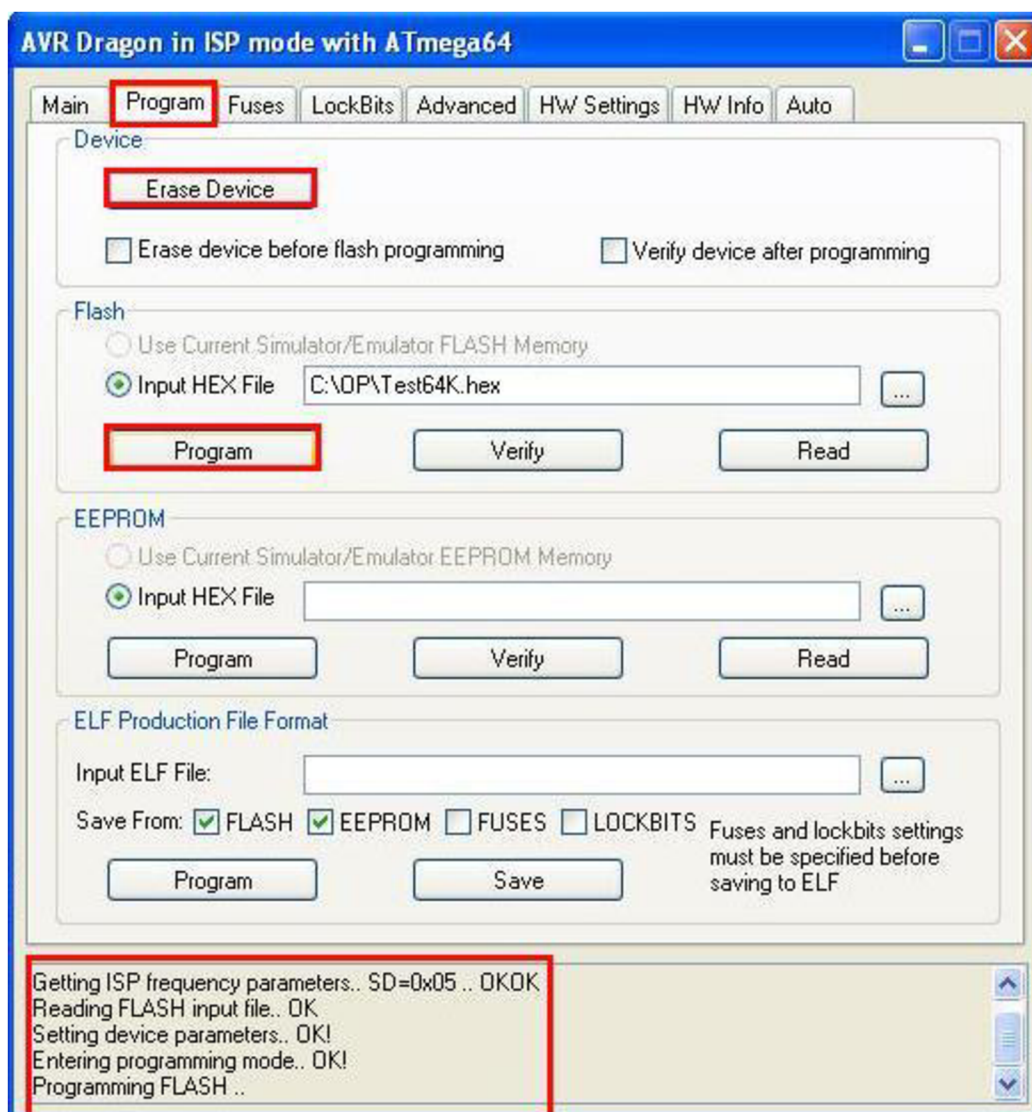 AVR Dragon in ISP mode with ATmega64
Main Program Fuses LockBits Advanced HW Settings HW Info Auto
Device
Erase Device
Erase device before flash programming Verify device after programming
Flash
Use Current Simulator/Emulator FLASH Memory
Input HEX File C:\OP\Test64K.hex ...
Program Verify Read
EEPROM
Use Current Simulator/Emulator EEPROM Memory
Input HEX File ...
Program Verify Read
ELF Production File Format
Input ELF File: ...
Save From: FLASH EEPROM FUSES LOCKBITS Fuses and lockbits settings
must be specified before
Program Save saving to ELF
Getting ISP frequency parameters.. SD=0x05 .. OKOK
Reading FLASH input file.. OK
Setting device parameters.. OK!
Entering programming mode.. OK!
Programming FLASH ..